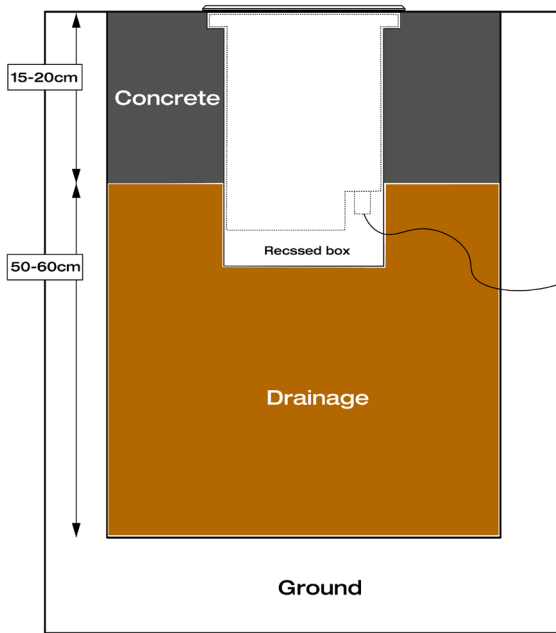 15-20cm
Concrete
Recssed box
50-60cm
Drainage
Ground